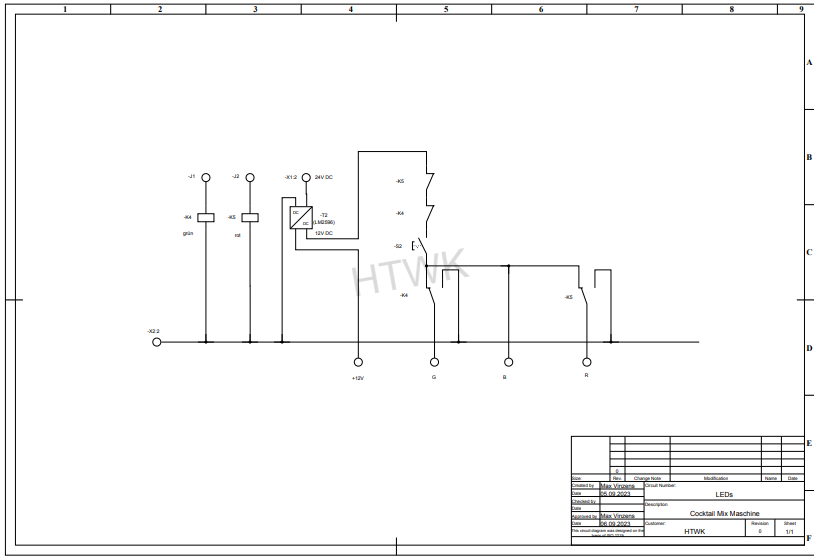 1 2 3 4 5 6 7 8 9
A
B
-J1 -J2 -X1:2 24V DC
-K5
-K4 -K5 DC DC -T2
(LM2596)
-K4
grün rot 12V DC
-S2
C
HTWK
-K4 -K5
-X2:2
D
+12V G B R
E
0
Size: Rev. Change Note Modification Name Date
Created by Max Vinzens Circuit Number:
Date 05.09.2023 LEDs
Checked by Description
Date Cocktail Mix Maschine
Approved by Max Vinzens
Date 06.09.2023 Customer: Revision Sheet
This circuit diagram was designed on the HTWK 0 1/1
F